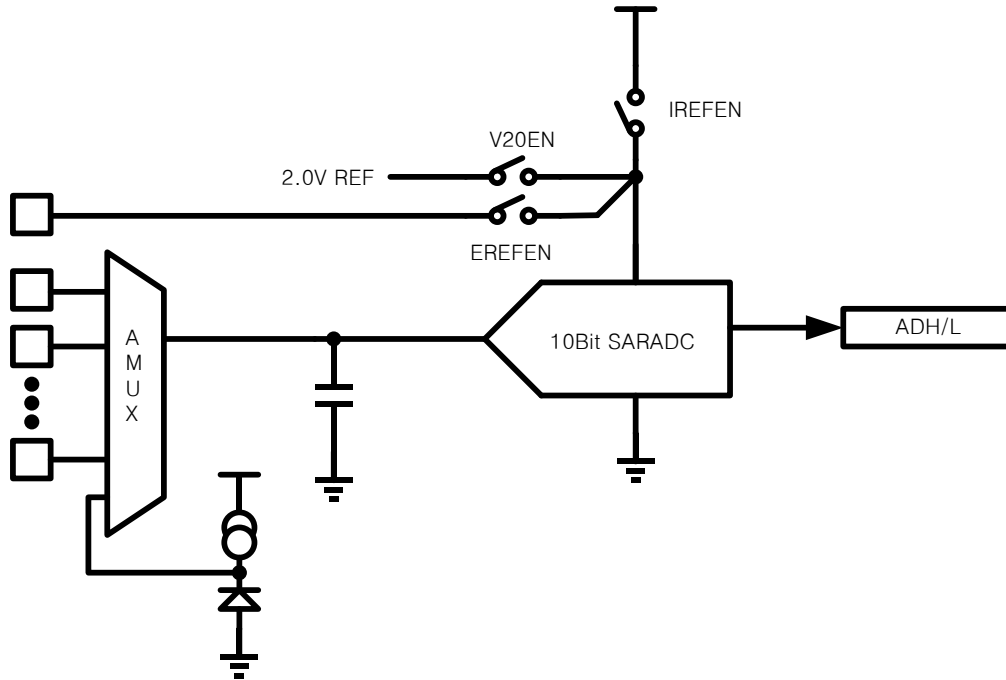 IREFEN
V20EN
2.0V REF
EREFEN
A
M
U
X
10Bit SARADC
ADH/L